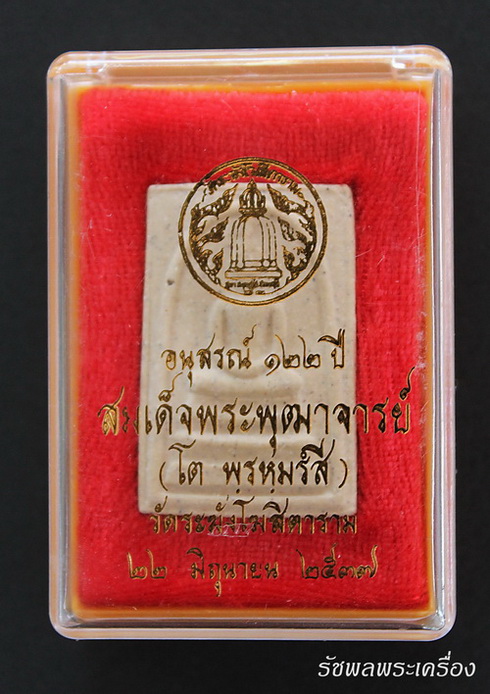 อนุสรณ์ ๑๒๒ ปี
สมเด็จพระพุฒาจารย์
(โต พฺรหฺมรํสี)
วัดระฆังโฆสิตาราม
๒๒ มิถุนายน ๒๕๓๗
รัชพลพระเครื่อง